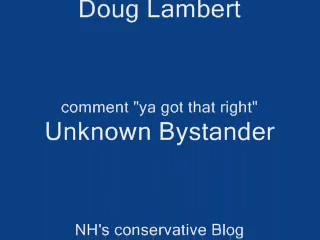 Doug Lambert
comment "ya got that right"
Unknown Bystander
NH's conservative Blog